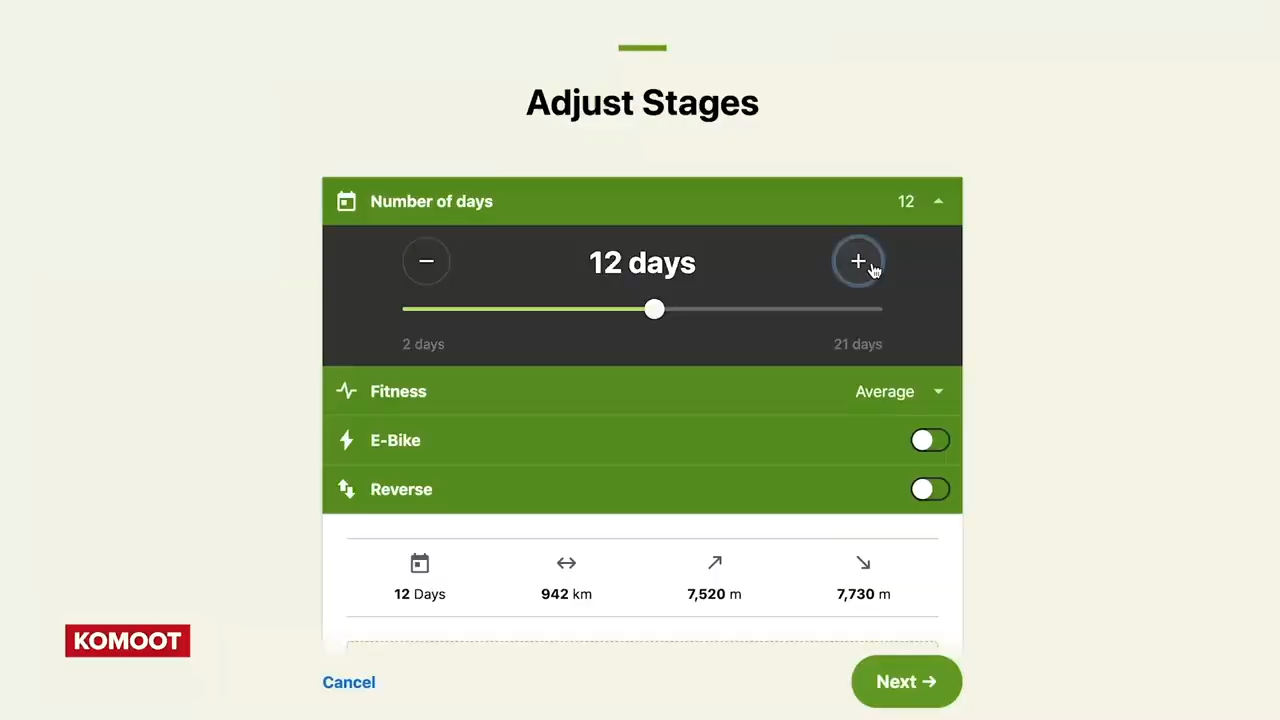 Adjust Stages
Number of days 12
− 12 days +
2 days 21 days
Fitness Average
E-Bike
Reverse
12 Days 942 km 7,520 m 7,730 m
KOMOOT
Cancel Next →